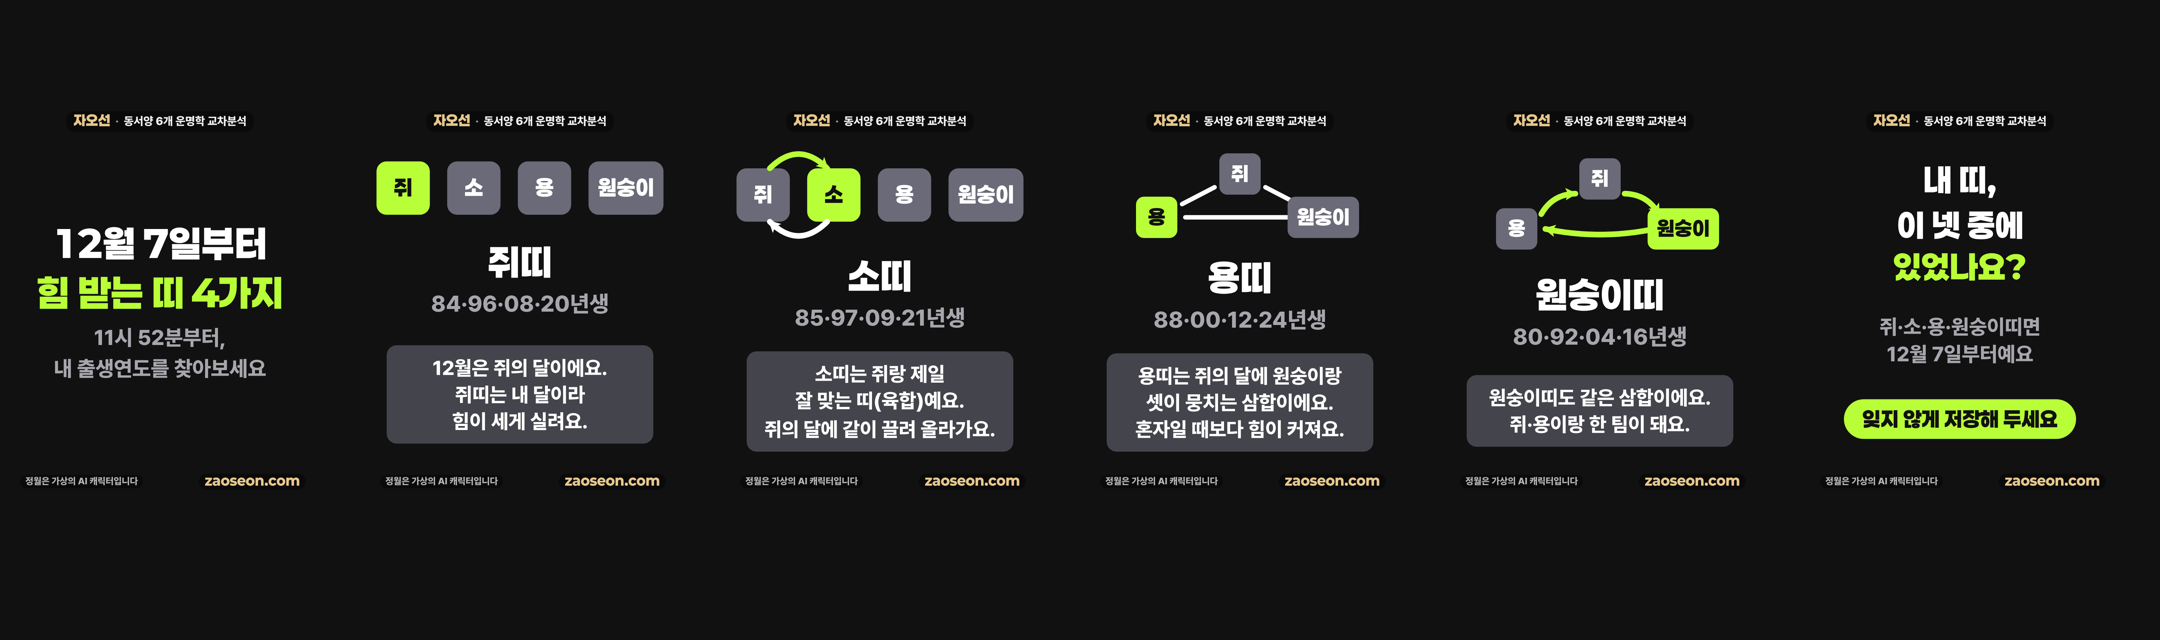 자오선 · 동서양 6개 운명학 교차분석
12월 7일부터
힘 받는 띠 4가지
11시 52분부터,
내 출생연도를 찾아보세요
정월은 가상의 AI 캐릭터입니다
zaoseon.com
자오선 · 동서양 6개 운명학 교차분석
쥐
소
용
원숭이
쥐띠
84·96·08·20년생
12월은 쥐의 달이에요.
쥐띠는 내 달이라
힘이 세게 실려요.
정월은 가상의 AI 캐릭터입니다
zaoseon.com
자오선 · 동서양 6개 운명학 교차분석
쥐
소
용
원숭이
소띠
85·97·09·21년생
소띠는 쥐랑 제일
잘 맞는 띠(육합)예요.
쥐의 달에 같이 끌려 올라가요.
정월은 가상의 AI 캐릭터입니다
zaoseon.com
자오선 · 동서양 6개 운명학 교차분석
쥐
용
원숭이
용띠
88·00·12·24년생
용띠는 쥐의 달에 원숭이랑
셋이 뭉치는 삼합이에요.
혼자일 때보다 힘이 커져요.
정월은 가상의 AI 캐릭터입니다
zaoseon.com
자오선 · 동서양 6개 운명학 교차분석
쥐
용
원숭이
원숭이띠
80·92·04·16년생
원숭이띠도 같은 삼합이에요.
쥐·용이랑 한 팀이 돼요.
정월은 가상의 AI 캐릭터입니다
zaoseon.com
자오선 · 동서양 6개 운명학 교차분석
내 띠,
이 넷 중에
있었나요?
쥐·소·용·원숭이띠면
12월 7일부터예요
잊지 않게 저장해 두세요
정월은 가상의 AI 캐릭터입니다
zaoseon.com